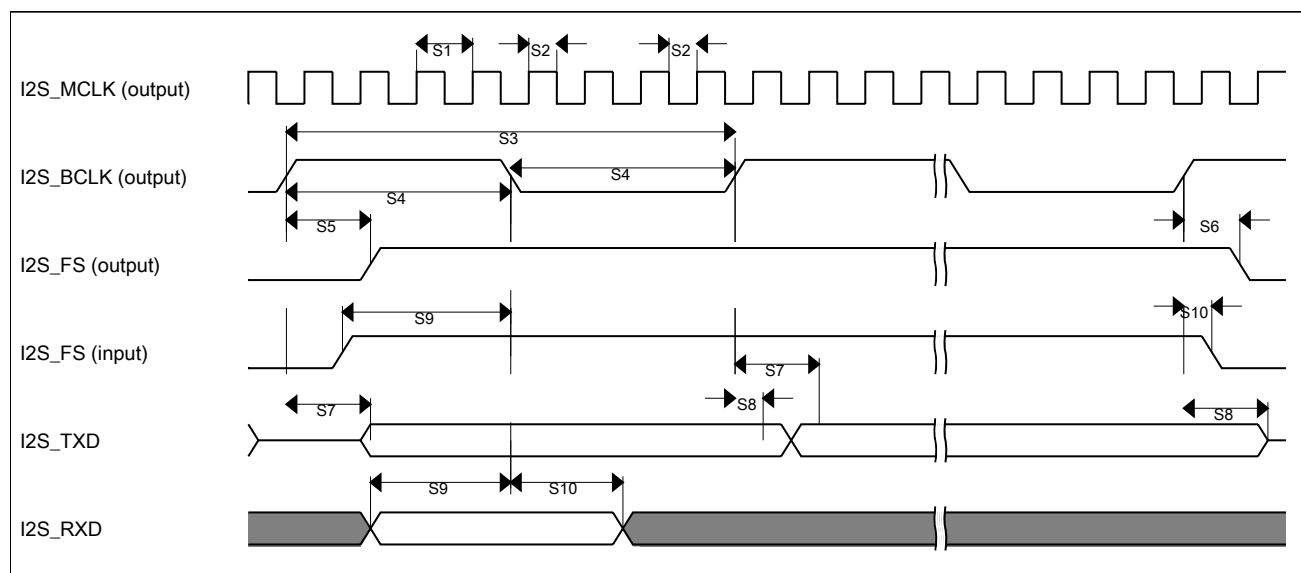 S1
S2
S2
I2S_MCLK (output)
S3
I2S_BCLK (output)
S4
S4
S5
S6
I2S_FS (output)
S9
S10
I2S_FS (input)
S7
S7
S8
S8
I2S_TXD
S9
S10
I2S_RXD